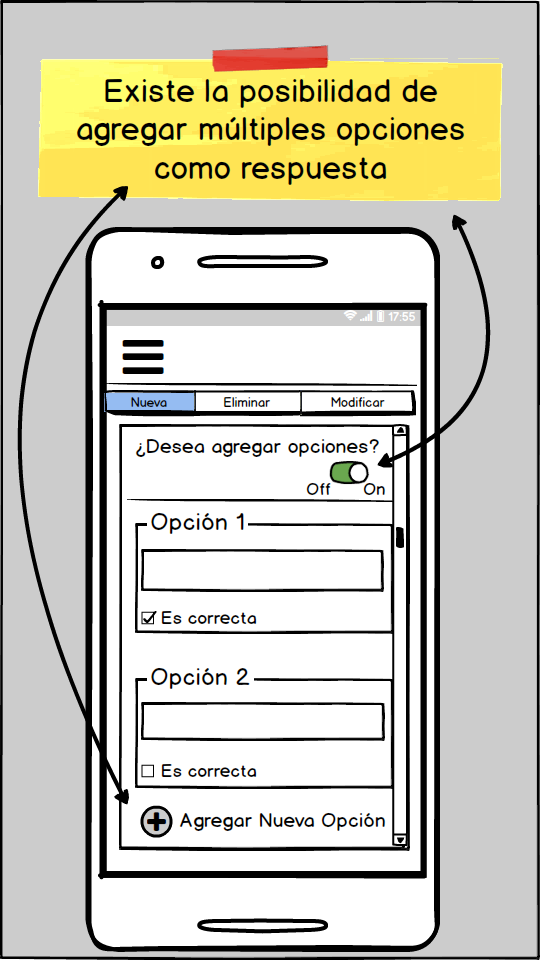 Existe la posibilidad de
agregar múltiples opciones
como respuesta
17:55
Nueva Eliminar Modificar
¿Desea agregar opciones?
Off On
Opción 1
Es correcta
Opción 2
Es correcta
Agregar Nueva Opción